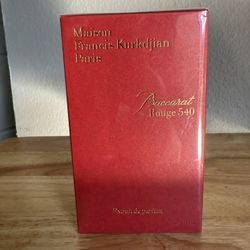 Maison
Francis Kurkdjian
Paris
Baccarat
Rouge 540
Extrait de parfum